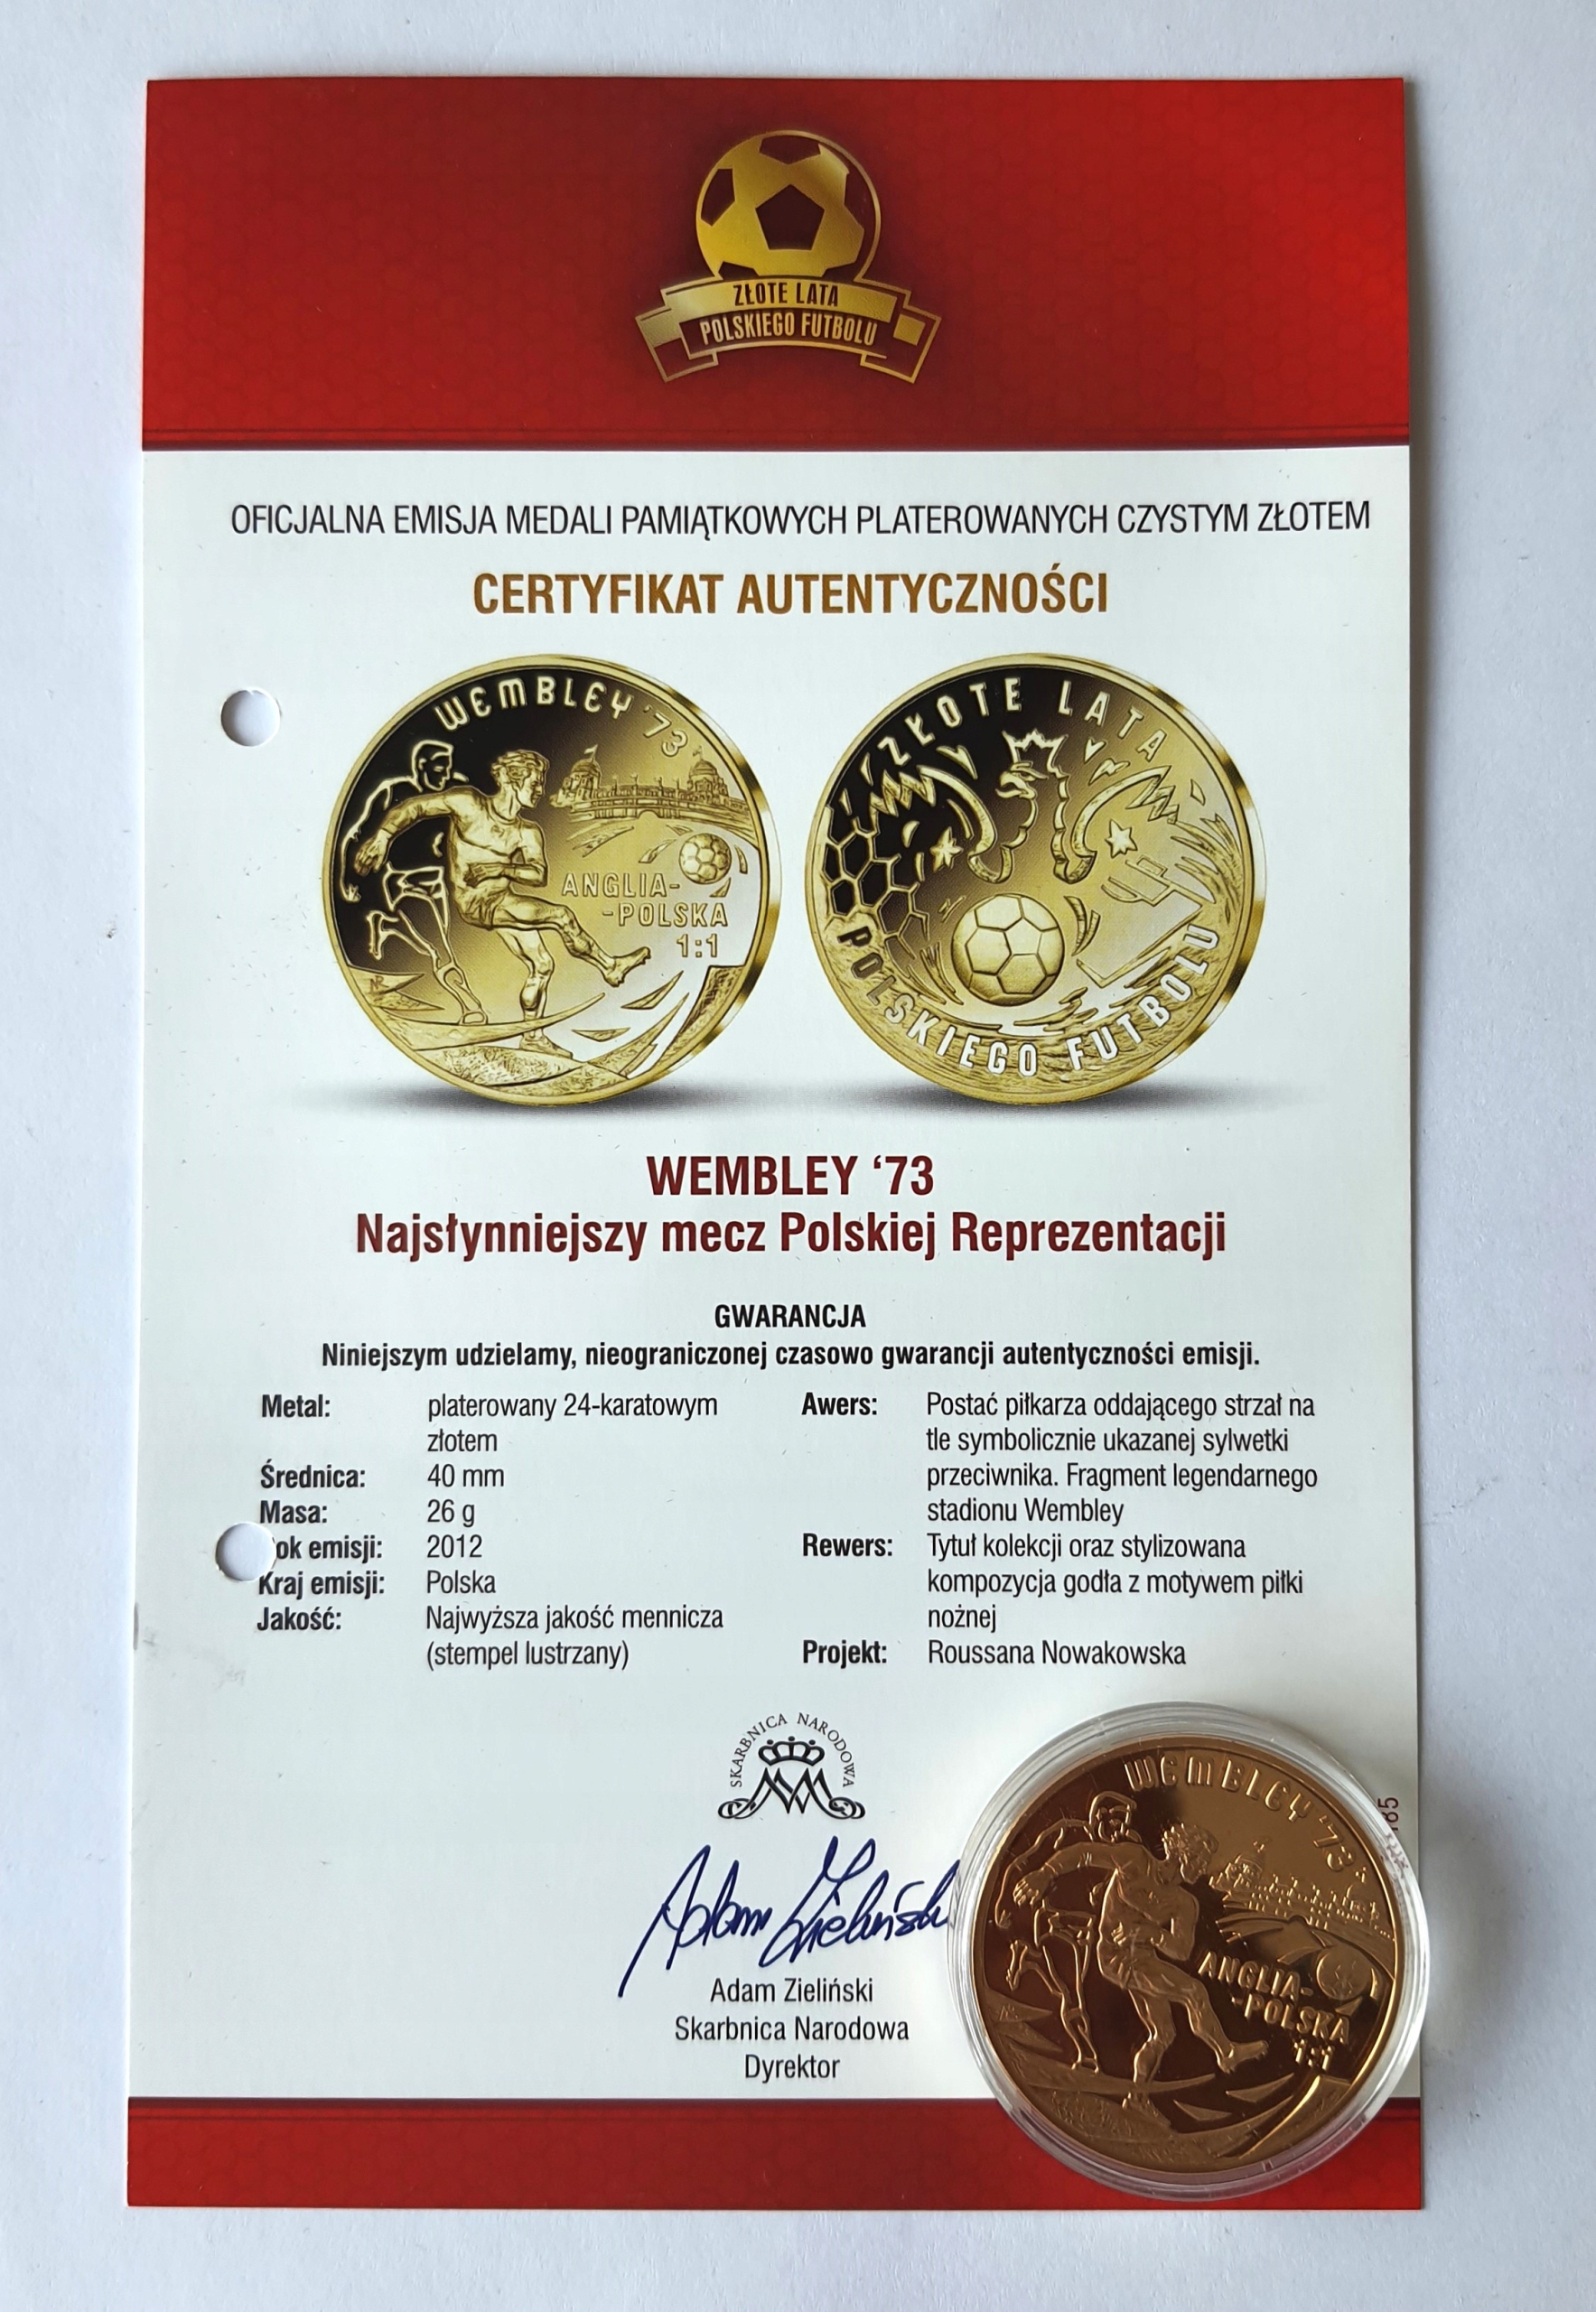 ZŁOTE LATA
POLSKIEGO FUTBOLU
OFICJALNA EMISJA MEDALI PAMIĄTKOWYCH PLATEROWANYCH CZYSTYM ZŁOTEM
CERTYFIKAT AUTENTYCZNOŚCI
WEMBLEY '73
ANGLIA-
-POLSKA
1:1
ZŁOTE LATA
POLSKIEGO FUTBOLU
WEMBLEY ‘73
Najsłynniejszy mecz Polskiej Reprezentacji
GWARANCJA
Niniejszym udzielamy, nieograniczonej czasowo gwarancji autentyczności emisji.
Metal: platerowany 24-karatowym
złotem
Średnica: 40 mm
Masa: 26 g
ok emisji: 2012
Kraj emisji: Polska
Jakość: Najwyższa jakość mennicza
(stempel lustrzany)
Awers: Postać piłkarza oddającego strzał na
tle symbolicznie ukazanej sylwetki
przeciwnika. Fragment legendarnego
stadionu Wembley
Rewers: Tytuł kolekcji oraz stylizowana
kompozycja godła z motywem piłki
nożnej
Projekt: Roussana Nowakowska
SKARBNICA NARODOWA
Adam Zieliński
Adam Zieliński
Skarbnica Narodowa
Dyrektor
WEMBLEY '73
ANGLIA-
-POLSKA
1:1